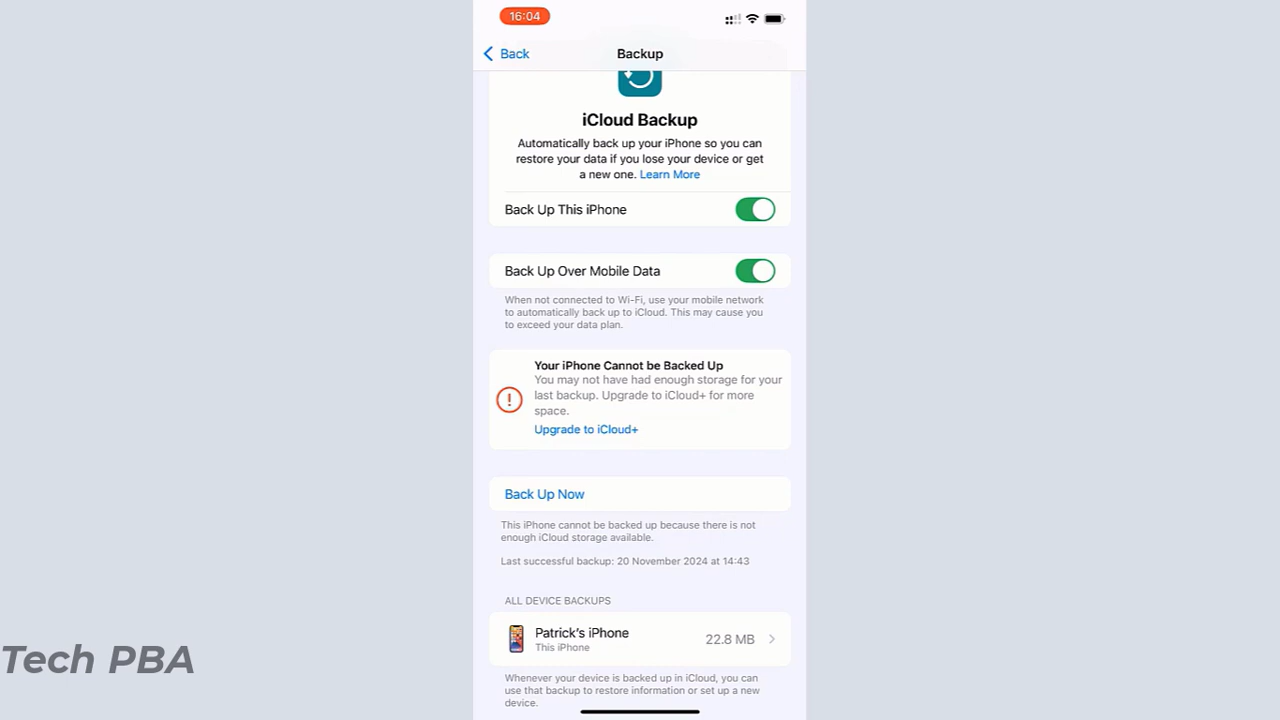 16:04
Back
Backup
iCloud Backup
Automatically back up your iPhone so you can
restore your data if you lose your device or get
a new one. Learn More
Back Up This iPhone
Back Up Over Mobile Data
When not connected to Wi-Fi, use your mobile network
to automatically back up to iCloud. This may cause you
to exceed your data plan.
Your iPhone Cannot be Backed Up
You may not have had enough storage for your
last backup. Upgrade to iCloud+ for more
space.
Upgrade to iCloud+
Back Up Now
This iPhone cannot be backed up because there is not
enough iCloud storage available.
Last successful backup: 20 November 2024 at 14:43
ALL DEVICE BACKUPS
Patrick's iPhone
22.8 MB
This iPhone
Whenever your device is backed up in iCloud, you can
use that backup to restore information or set up a new
device.
Tech PBA